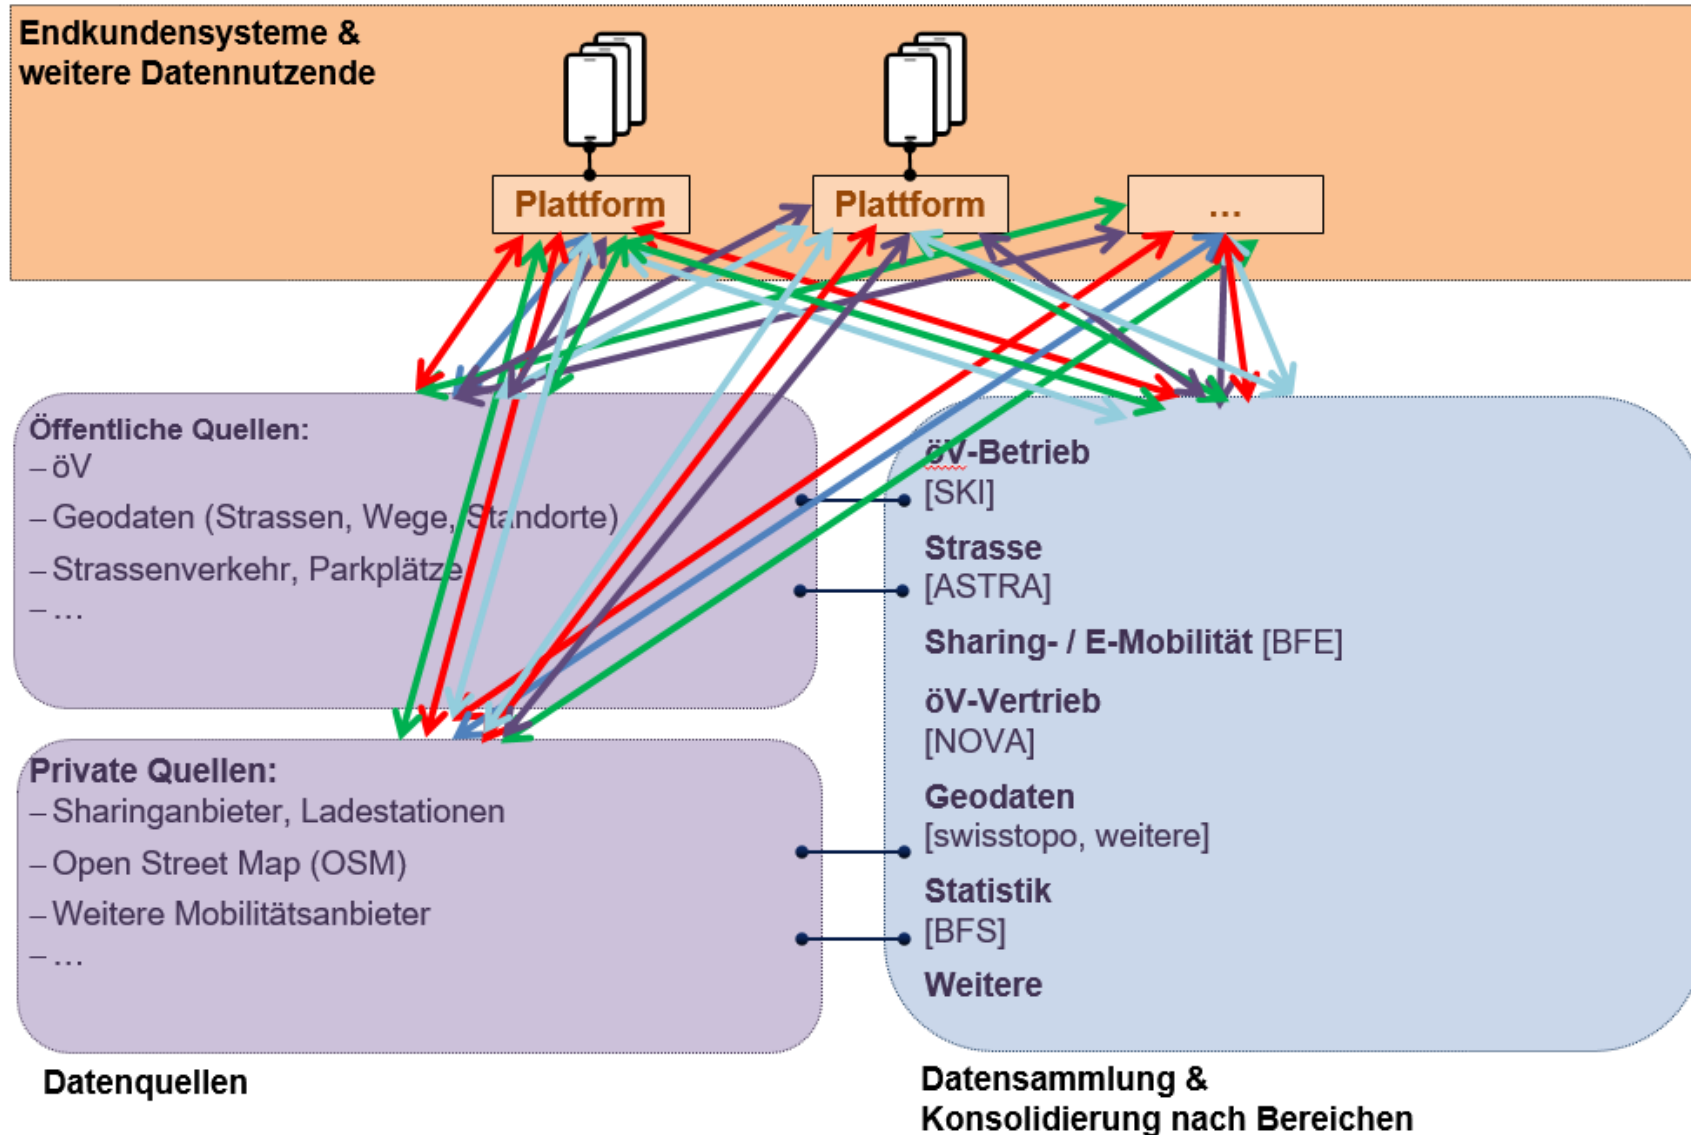 Endkundensysteme &
weitere Datennutzende
Plattform
Plattform
...
Öffentliche Quellen:
– öV
– Geodaten (Strassen, Wege, Standorte)
– Strassenverkehr, Parkplätze
– ...
Private Quellen:
– Sharinganbieter, Ladestationen
– Open Street Map (OSM)
– Weitere Mobilitätsanbieter
– ...
Datenquellen
öV-Betrieb
[SKI]
Strasse
[ASTRA]
Sharing- / E-Mobilität [BFE]
öV-Vertrieb
[NOVA]
Geodaten
[swisstopo, weitere]
Statistik
[BFS]
Weitere
Datensammlung &
Konsolidierung nach Bereichen